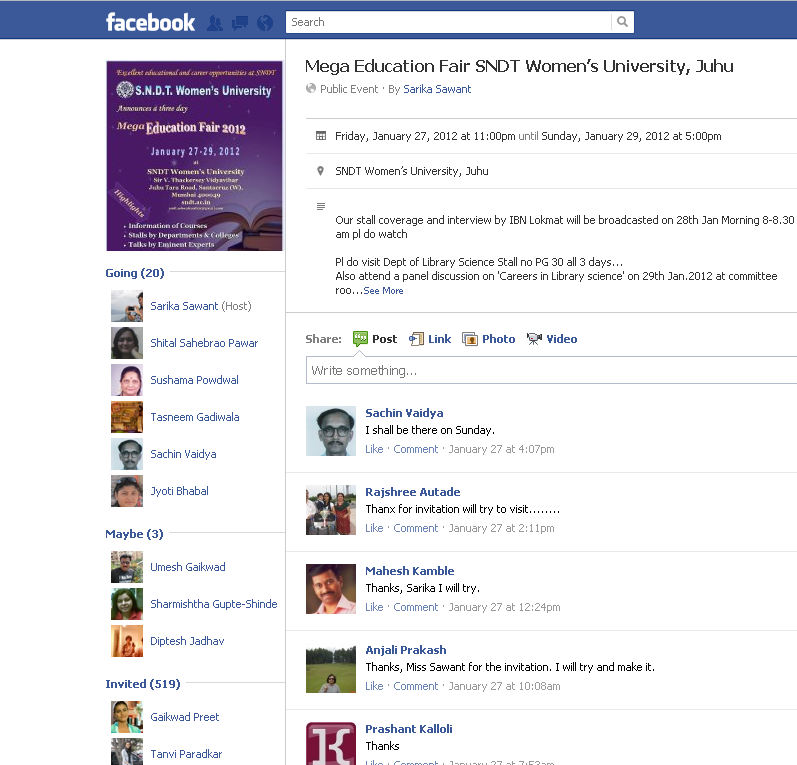 facebook
Search
Excellent educational and career opportunities at SNDT
S.N.D.T. Women's University
Announces a three day
Mega Education Fair 2012
January 27-29, 2012
at
SNDT Women's University
Sir V. Thackersey Vidyavihar
Juhu Tara Road, Santacruz (W),
Mumbai 400049
sndt.ac.in
Highlights
• Information of Courses
• Stalls by Departments & Colleges
• Talks by Eminent Experts
Going (20)
Sarika Sawant (Host)
Shital Sahebrao Pawar
Sushama Powdwal
Tasneem Gadiwala
Sachin Vaidya
Jyoti Bhabal
Maybe (3)
Umesh Gaikwad
Sharmishtha Gupte-Shinde
Diptesh Jadhav
Invited (519)
Gaikwad Preet
Tanvi Paradkar
Mega Education Fair SNDT Women's University, Juhu
Public Event · By Sarika Sawant
Friday, January 27, 2012 at 11:00pm until Sunday, January 29, 2012 at 5:00pm
SNDT Women's University, Juhu
Our stall coverage and interview by IBN Lokmat will be broadcasted on 28th Jan Morning 8-8.30
am pl do watch
Pl do visit Dept of Library Science Stall no PG 30 all 3 days...
Also attend a panel discussion on 'Careers in Library science' on 29th Jan.2012 at committee
roo...See More
Share: Post Link Photo Video
Write something...
Sachin Vaidya
I shall be there on Sunday.
Like · Comment · January 27 at 4:07pm
Rajshree Autade
Thanx for invitation will try to visit........
Like · Comment · January 27 at 2:11pm
Mahesh Kamble
Thanks, Sarika I will try.
Like · Comment · January 27 at 12:24pm
Anjali Prakash
Thanks, Miss Sawant for the invitation. I will try and make it.
Like · Comment · January 27 at 10:08am
Prashant Kalloli
Thanks
Like · Comment · January 27 at 7:53am